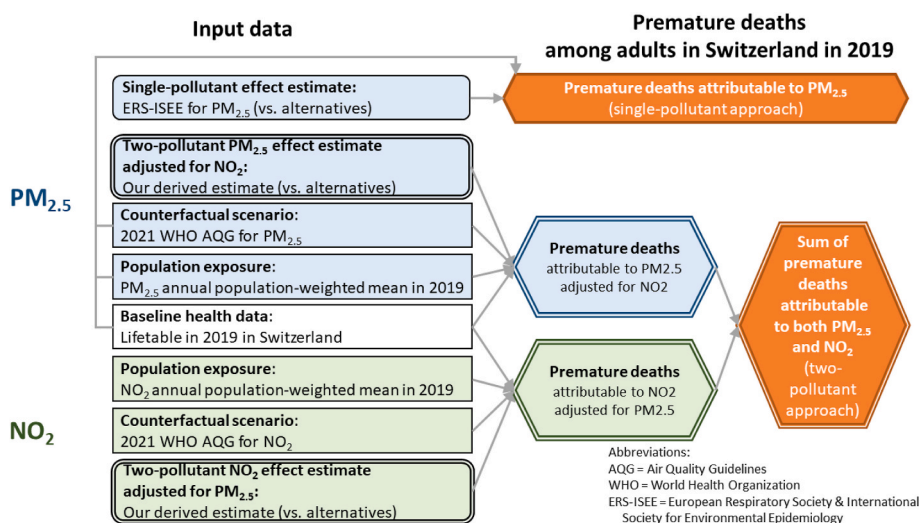 Input data
Premature deaths
among adults in Switzerland in 2019
Single-pollutant effect estimate:
ERS-ISEE for PM2.5 (vs. alternatives)
Premature deaths attributable to PM2.5
(single-pollutant approach)
Two-pollutant PM2.5 effect estimate
adjusted for NO2:
Our derived estimate (vs. alternatives)
PM2.5
Counterfactual scenario:
2021 WHO AQG for PM2.5
Population exposure:
PM2.5 annual population-weighted mean in 2019
Baseline health data:
Lifetable in 2019 in Switzerland
Population exposure:
NO2 annual population-weighted mean in 2019
NO2
Counterfactual scenario:
2021 WHO AQG for NO2
Two-pollutant NO2 effect estimate
adjusted for PM2.5:
Our derived estimate (vs. alternatives)
Premature deaths
attributable to PM2.5
adjusted for NO2
Premature deaths
attributable to NO2
adjusted for PM2.5
Sum of
premature
deaths
attributable
to both PM2.5
and NO2
(two-
pollutant
approach)
Abbreviations:
AQG = Air Quality Guidelines
WHO = World Health Organization
ERS-ISEE = European Respiratory Society & International
Society for Environmental Epidemiology